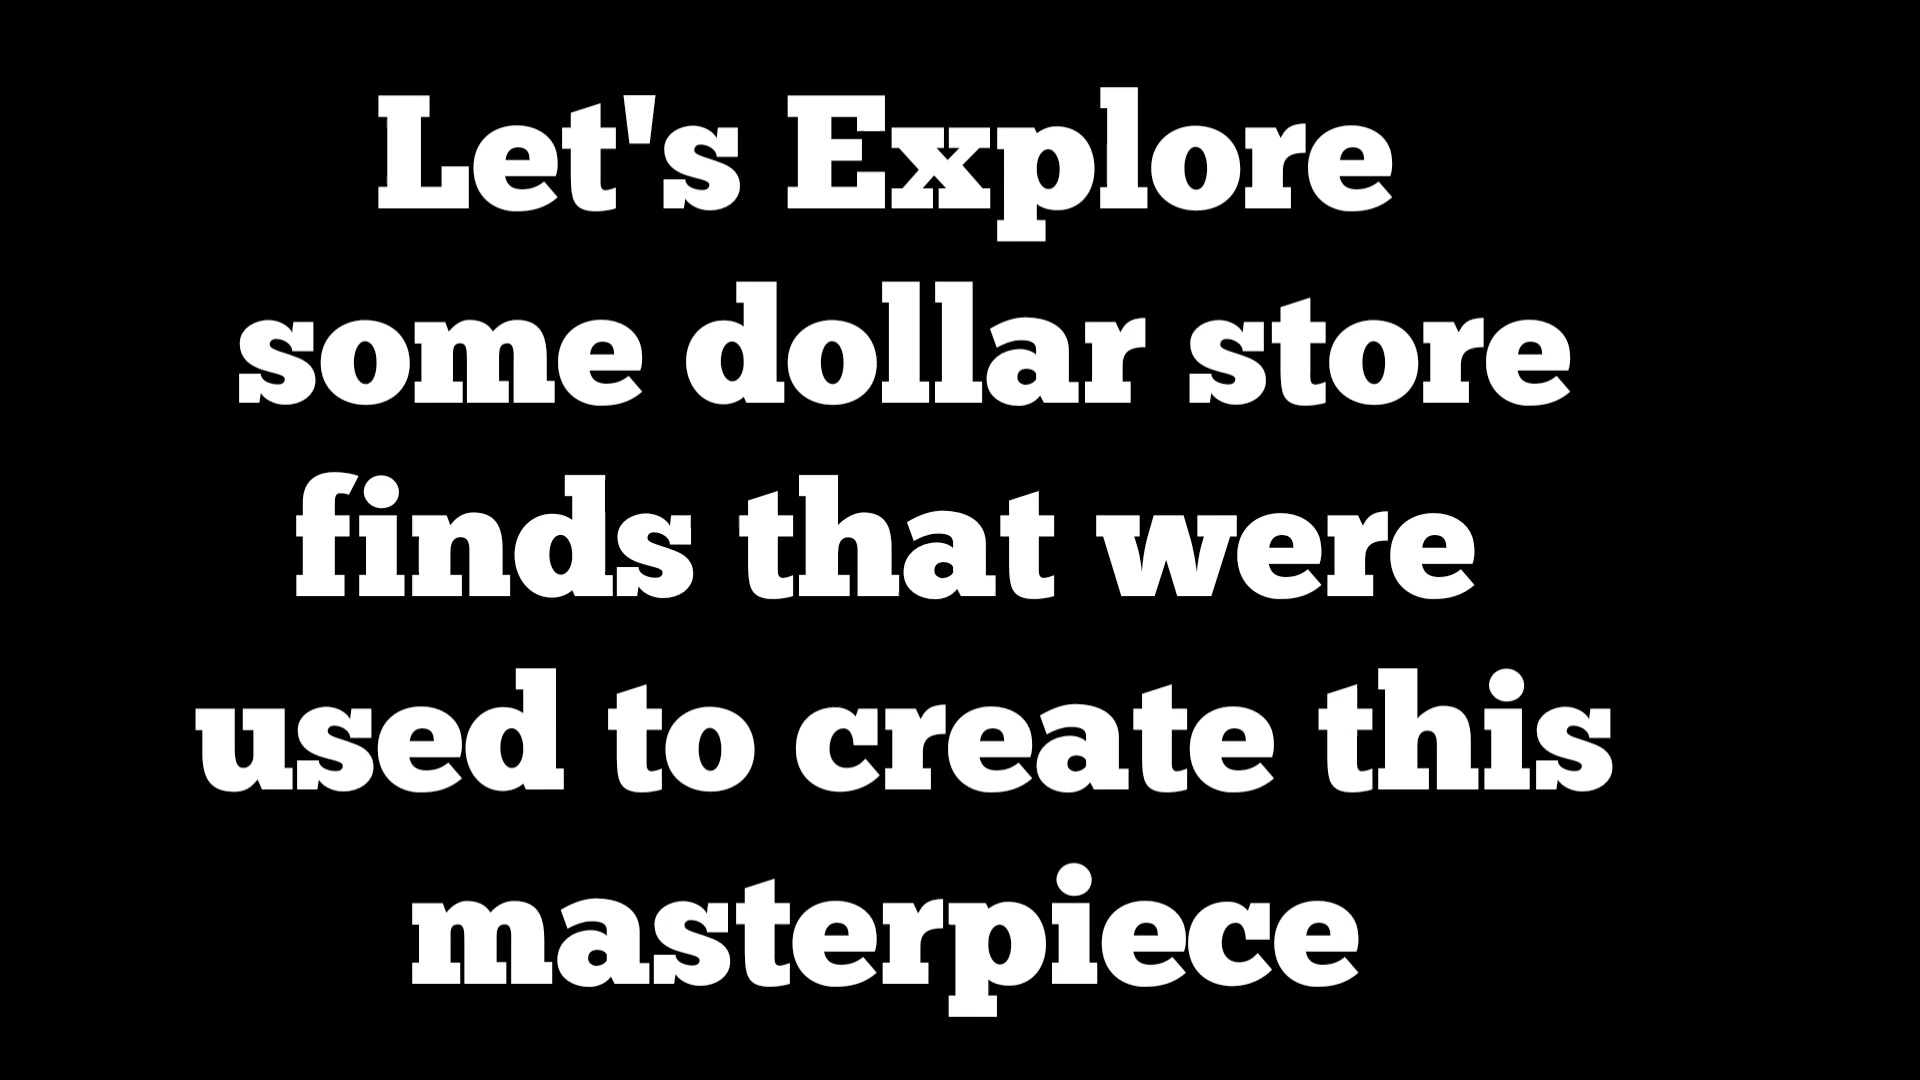 Let's Explore
some dollar store
finds that were
used to create this
masterpiece